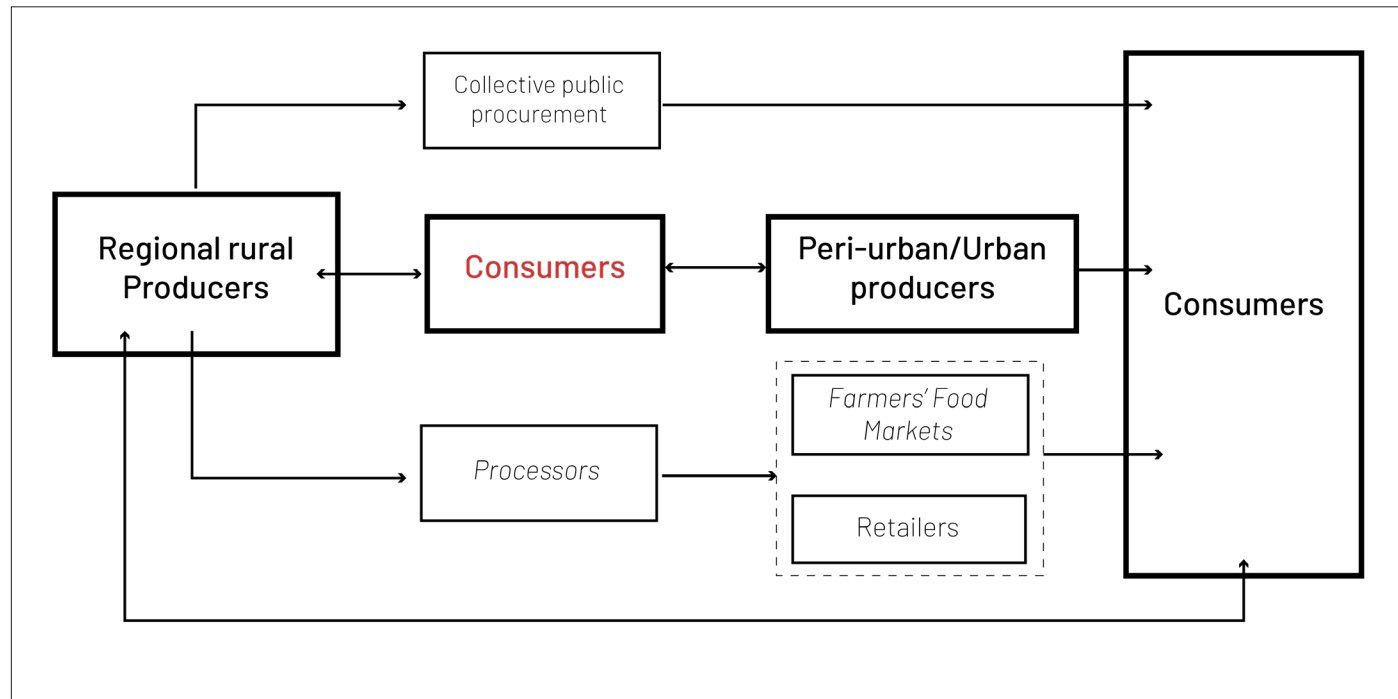 Collective public
procurement
Regional rural
Producers
Consumers
Peri-urban/Urban
producers
Consumers
Farmers’ Food
Markets
Processors
Retailers